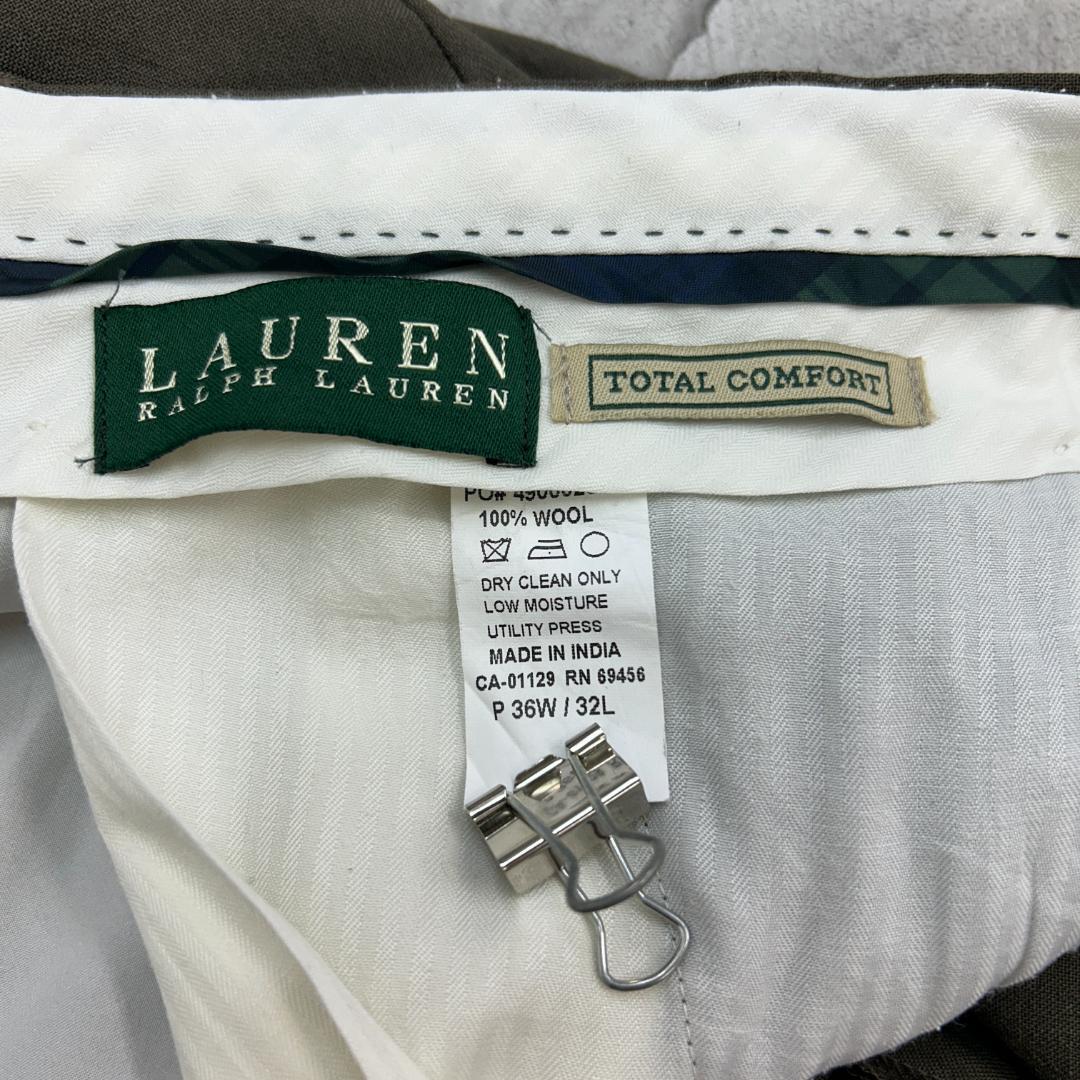 LAUREN
RALPH LAUREN
TOTAL COMFORT
PO#
100% WOOL
DRY CLEAN ONLY
LOW MOISTURE
UTILITY PRESS
MADE IN INDIA
CA-01129 RN 69456
P 36W / 32L